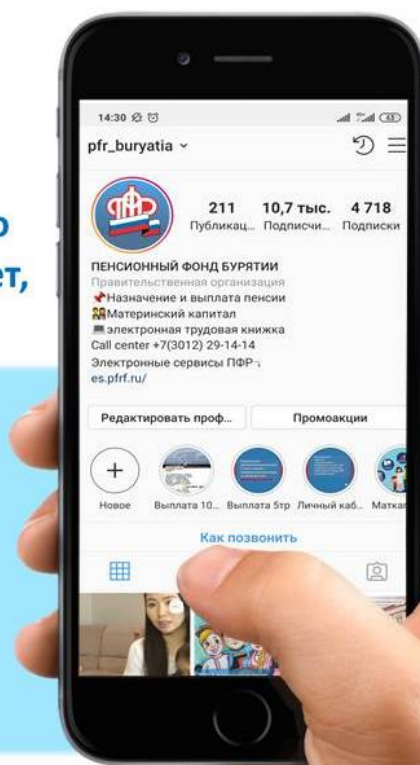 о
ет,
14:30
pfr_buryatia
ПФР
211 10,7 тыс. 4 718
Публикац... Подписчи... Подписки
ПЕНСИОННЫЙ ФОНД БУРЯТИИ
Правительственная организация
📌Назначение и выплата пенсии
👨‍👩‍👧‍👦Материнский капитал
💻электронная трудовая книжка
Call center +7(3012) 29-14-14
Электронные сервисы ПФР
es.pfrf.ru/
Редактировать проф... Промоакции
Новое Выплата 10... Выплата 5тр Личный каб... Маткап
Как позвонить